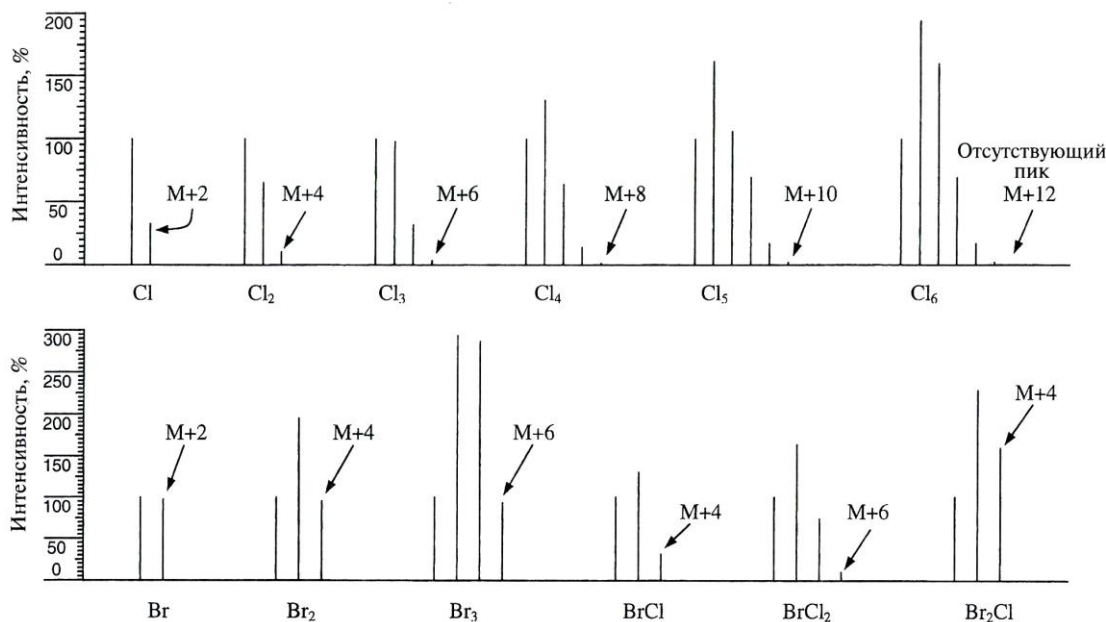 Интенсивность, %
200
150
100
50
0
M+2
M+4
M+6
M+8
M+10
Отсутствующий
пик
M+12
Cl
Cl₂
Cl₃
Cl₄
Cl₅
Cl₆
Интенсивность, %
300
250
200
150
100
50
0
M+2
M+4
M+6
M+4
M+6
M+4
Br
Br₂
Br₃
BrCl
BrCl₂
Br₂Cl